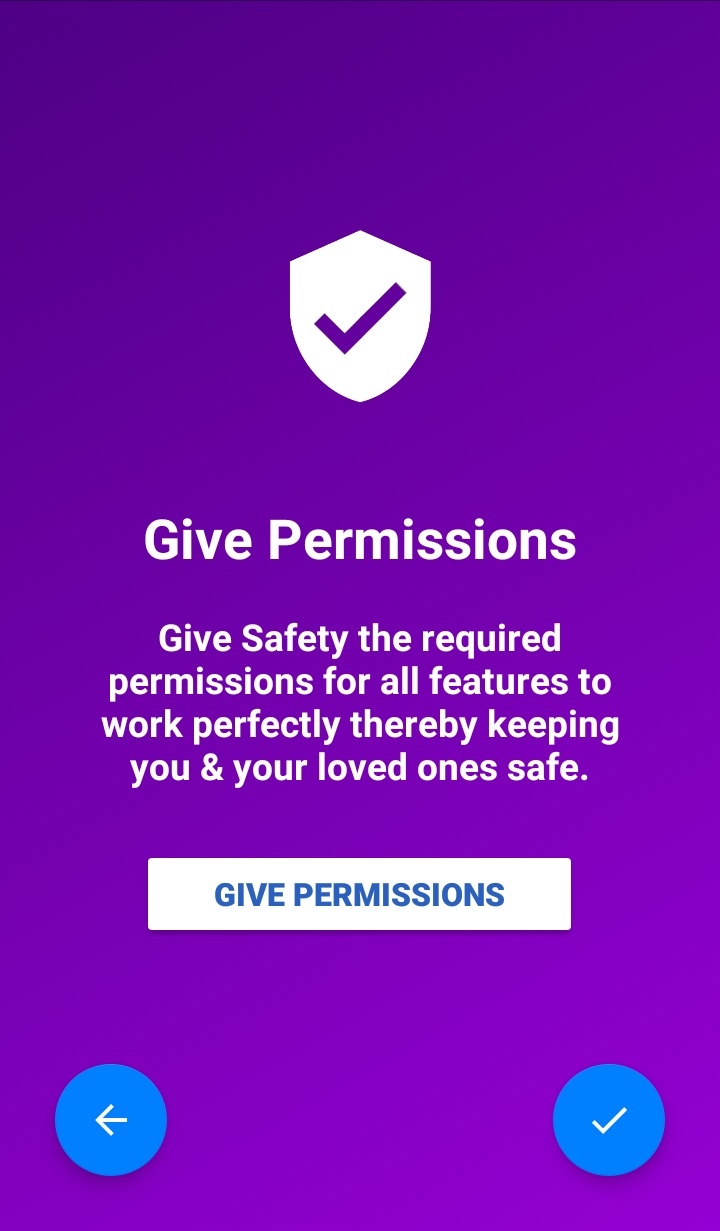 Give Permissions
Give Safety the required
permissions for all features to
work perfectly thereby keeping
you & your loved ones safe.
GIVE PERMISSIONS